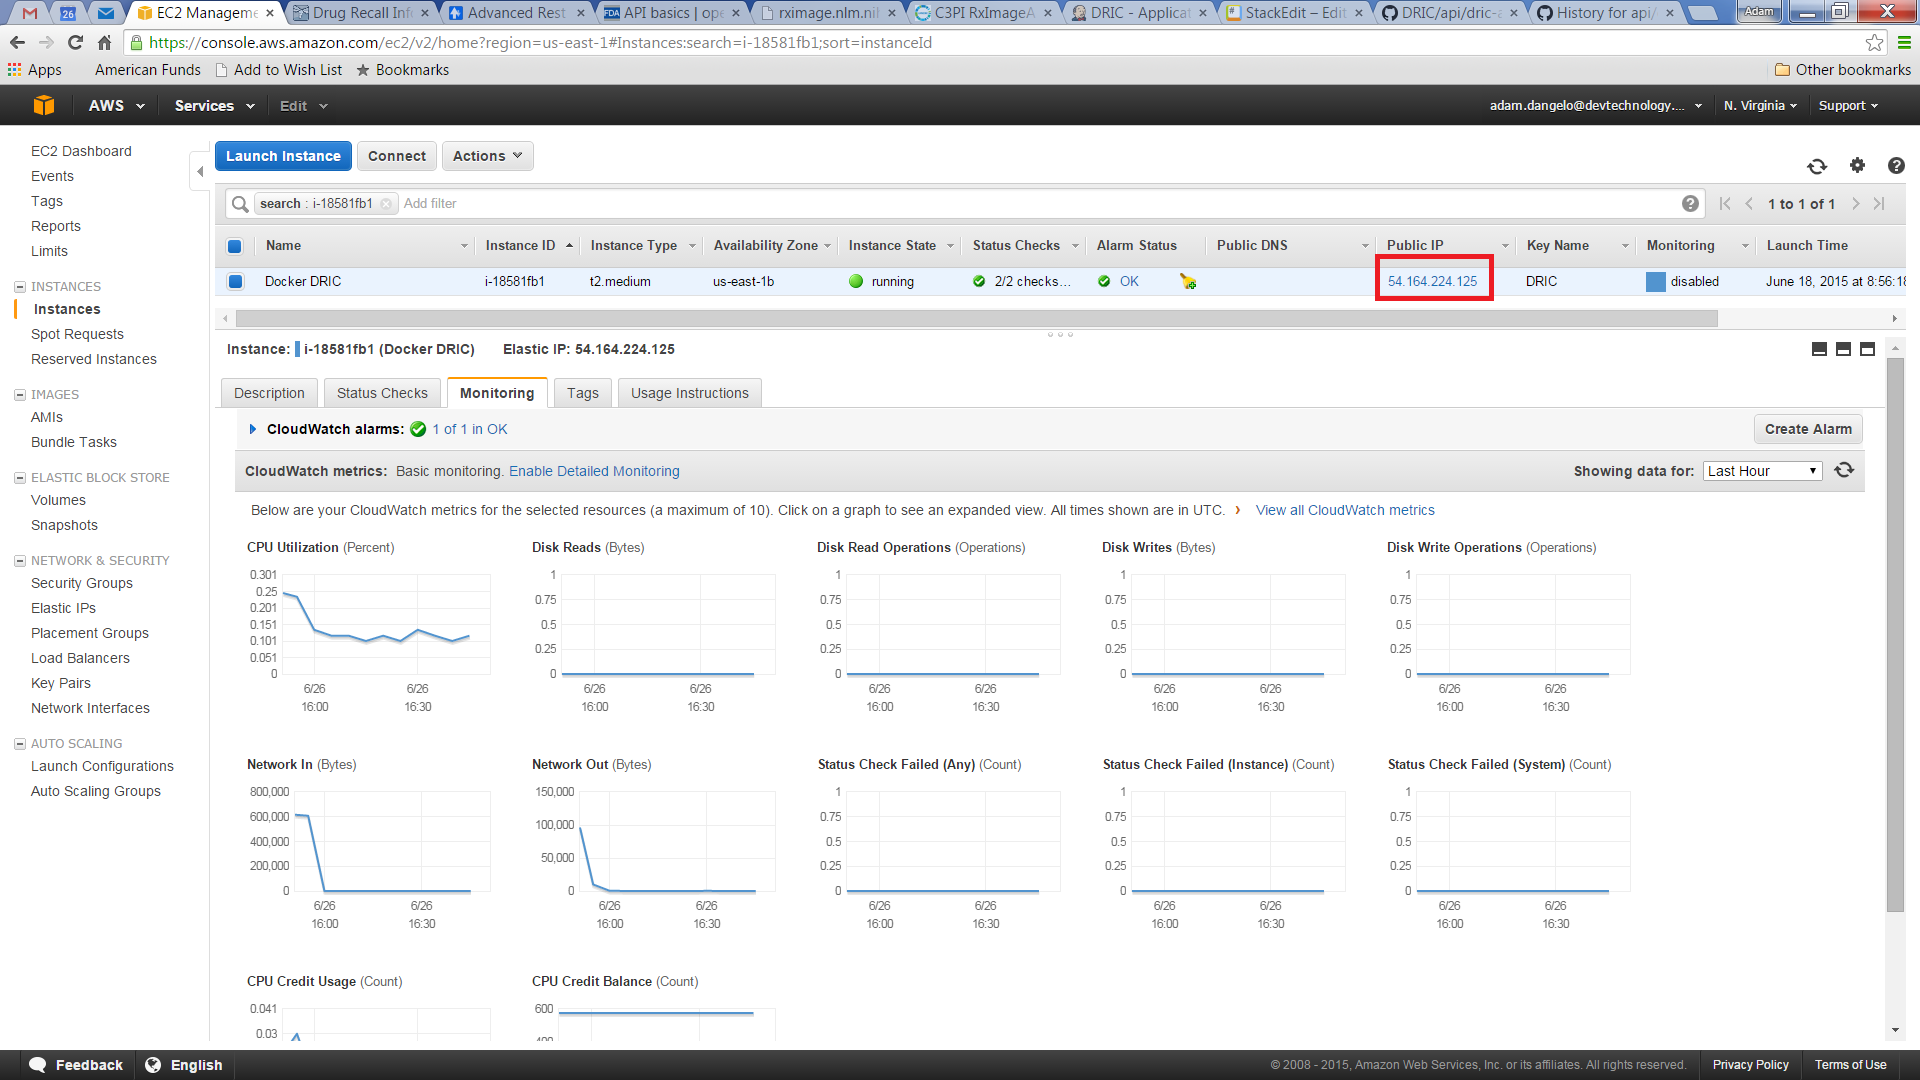 EC2 Manageme
Drug Recall Inf
Advanced Rest
API basics | ope
rximage.nlm.nih
C3PI RxImageA
DRIC - Applicat
StackEdit – Edit
DRIC/api/dric-a
History for api/
Adam
https://console.aws.amazon.com/ec2/v2/home?region=us-east-1#Instances:search=i-18581fb1;sort=instanceId
Apps American Funds Add to Wish List Bookmarks Other bookmarks
AWS Services Edit adam.dangelo@devtechnology.... N. Virginia Support
EC2 Dashboard
Events
Tags
Reports
Limits
INSTANCES
Instances
Spot Requests
Reserved Instances
IMAGES
AMIs
Bundle Tasks
ELASTIC BLOCK STORE
Volumes
Snapshots
NETWORK & SECURITY
Security Groups
Elastic IPs
Placement Groups
Load Balancers
Key Pairs
Network Interfaces
AUTO SCALING
Launch Configurations
Auto Scaling Groups
Launch Instance Connect Actions
search : i-18581fb1 Add filter 1 to 1 of 1
Name Instance ID Instance Type Availability Zone Instance State Status Checks Alarm Status Public DNS Public IP Key Name Monitoring Launch Time
Docker DRIC i-18581fb1 t2.medium us-east-1b running 2/2 checks... OK 54.164.224.125 DRIC disabled June 18, 2015 at 8:56:18
Instance: i-18581fb1 (Docker DRIC) Elastic IP: 54.164.224.125
Description Status Checks Monitoring Tags Usage Instructions
CloudWatch alarms: 1 of 1 in OK Create Alarm
CloudWatch metrics: Basic monitoring. Enable Detailed Monitoring Showing data for: Last Hour
Below are your CloudWatch metrics for the selected resources (a maximum of 10). Click on a graph to see an expanded view. All times shown are in UTC. View all CloudWatch metrics
CPU Utilization (Percent)
0.301
0.25
0.201
0.151
0.101
0.051
0
6/26 6/26
16:00 16:30
Disk Reads (Bytes)
1
0.75
0.5
0.25
0
6/26 6/26
16:00 16:30
Disk Read Operations (Operations)
1
0.75
0.5
0.25
0
6/26 6/26
16:00 16:30
Disk Writes (Bytes)
1
0.75
0.5
0.25
0
6/26 6/26
16:00 16:30
Disk Write Operations (Operations)
1
0.75
0.5
0.25
0
6/26 6/26
16:00 16:30
Network In (Bytes)
800,000
600,000
400,000
200,000
0
6/26 6/26
16:00 16:30
Network Out (Bytes)
150,000
100,000
50,000
0
6/26 6/26
16:00 16:30
Status Check Failed (Any) (Count)
1
0.75
0.5
0.25
0
6/26 6/26
16:00 16:30
Status Check Failed (Instance) (Count)
1
0.75
0.5
0.25
0
6/26 6/26
16:00 16:30
Status Check Failed (System) (Count)
1
0.75
0.5
0.25
0
6/26 6/26
16:00 16:30
CPU Credit Usage (Count)
0.041
0.03
CPU Credit Balance (Count)
600
Feedback English © 2008 - 2015, Amazon Web Services, Inc. or its affiliates. All rights reserved. Privacy Policy Terms of Use